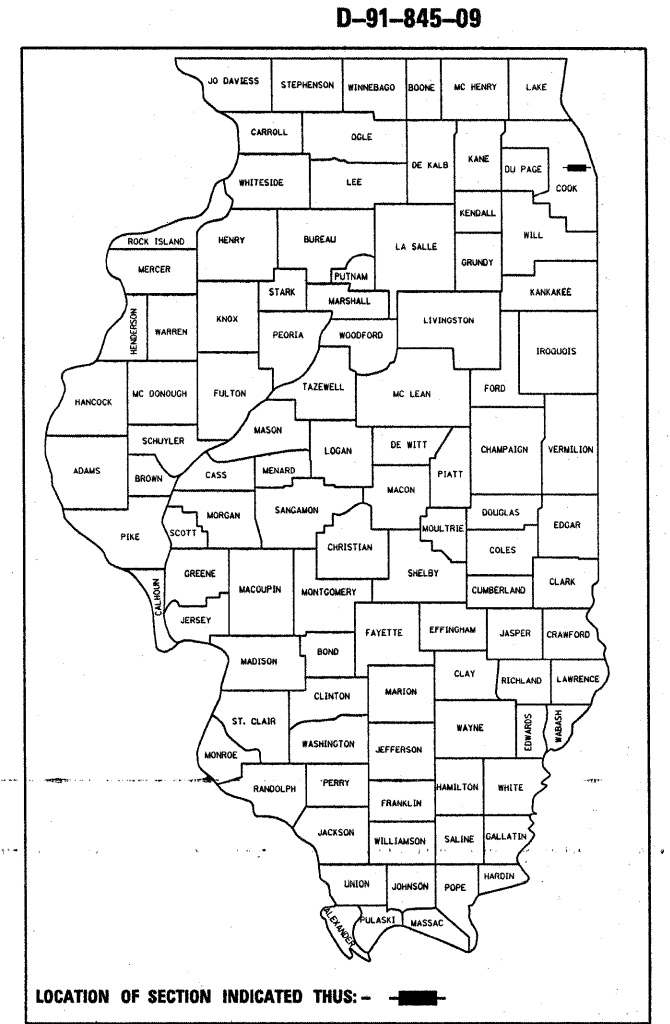 D-91-845-09
JO DAVIESS STEPHENSON WINNEBAGO BOONE MC HENRY LAKE
CARROLL OGLE DE KALB KANE DU PAGE COOK
WHITESIDE LEE
KENDALL
ROCK ISLAND HENRY BUREAU LA SALLE WILL
MERCER PUTNAM GRUNDY
STARK MARSHALL KANKAKEE
HENDERSON WARREN KNOX PEORIA WOODFORD LIVINGSTON
IROQUOIS
HANCOCK MC DONOUGH FULTON TAZEWELL MC LEAN FORD
MASON
SCHUYLER LOGAN DE WITT CHAMPAIGN VERMILION
ADAMS BROWN CASS MENARD PIATT
MACON
PIKE SCOTT MORGAN SANGAMON MOULTRIE DOUGLAS EDGAR
CHRISTIAN COLES
GREENE SHELBY
CALHOUN MACOUPIN MONTGOMERY CUMBERLAND CLARK
JERSEY FAYETTE EFFINGHAM JASPER CRAWFORD
MADISON BOND
CLAY RICHLAND LAWRENCE
CLINTON MARION
ST. CLAIR WAYNE EDWARDS WABASH
MONROE WASHINGTON JEFFERSON
RANDOLPH PERRY HAMILTON WHITE
FRANKLIN
JACKSON WILLIAMSON SALINE GALLATIN
UNION JOHNSON POPE HARDIN
ALEXANDER PULASKI MASSAC
LOCATION OF SECTION INDICATED THUS: -